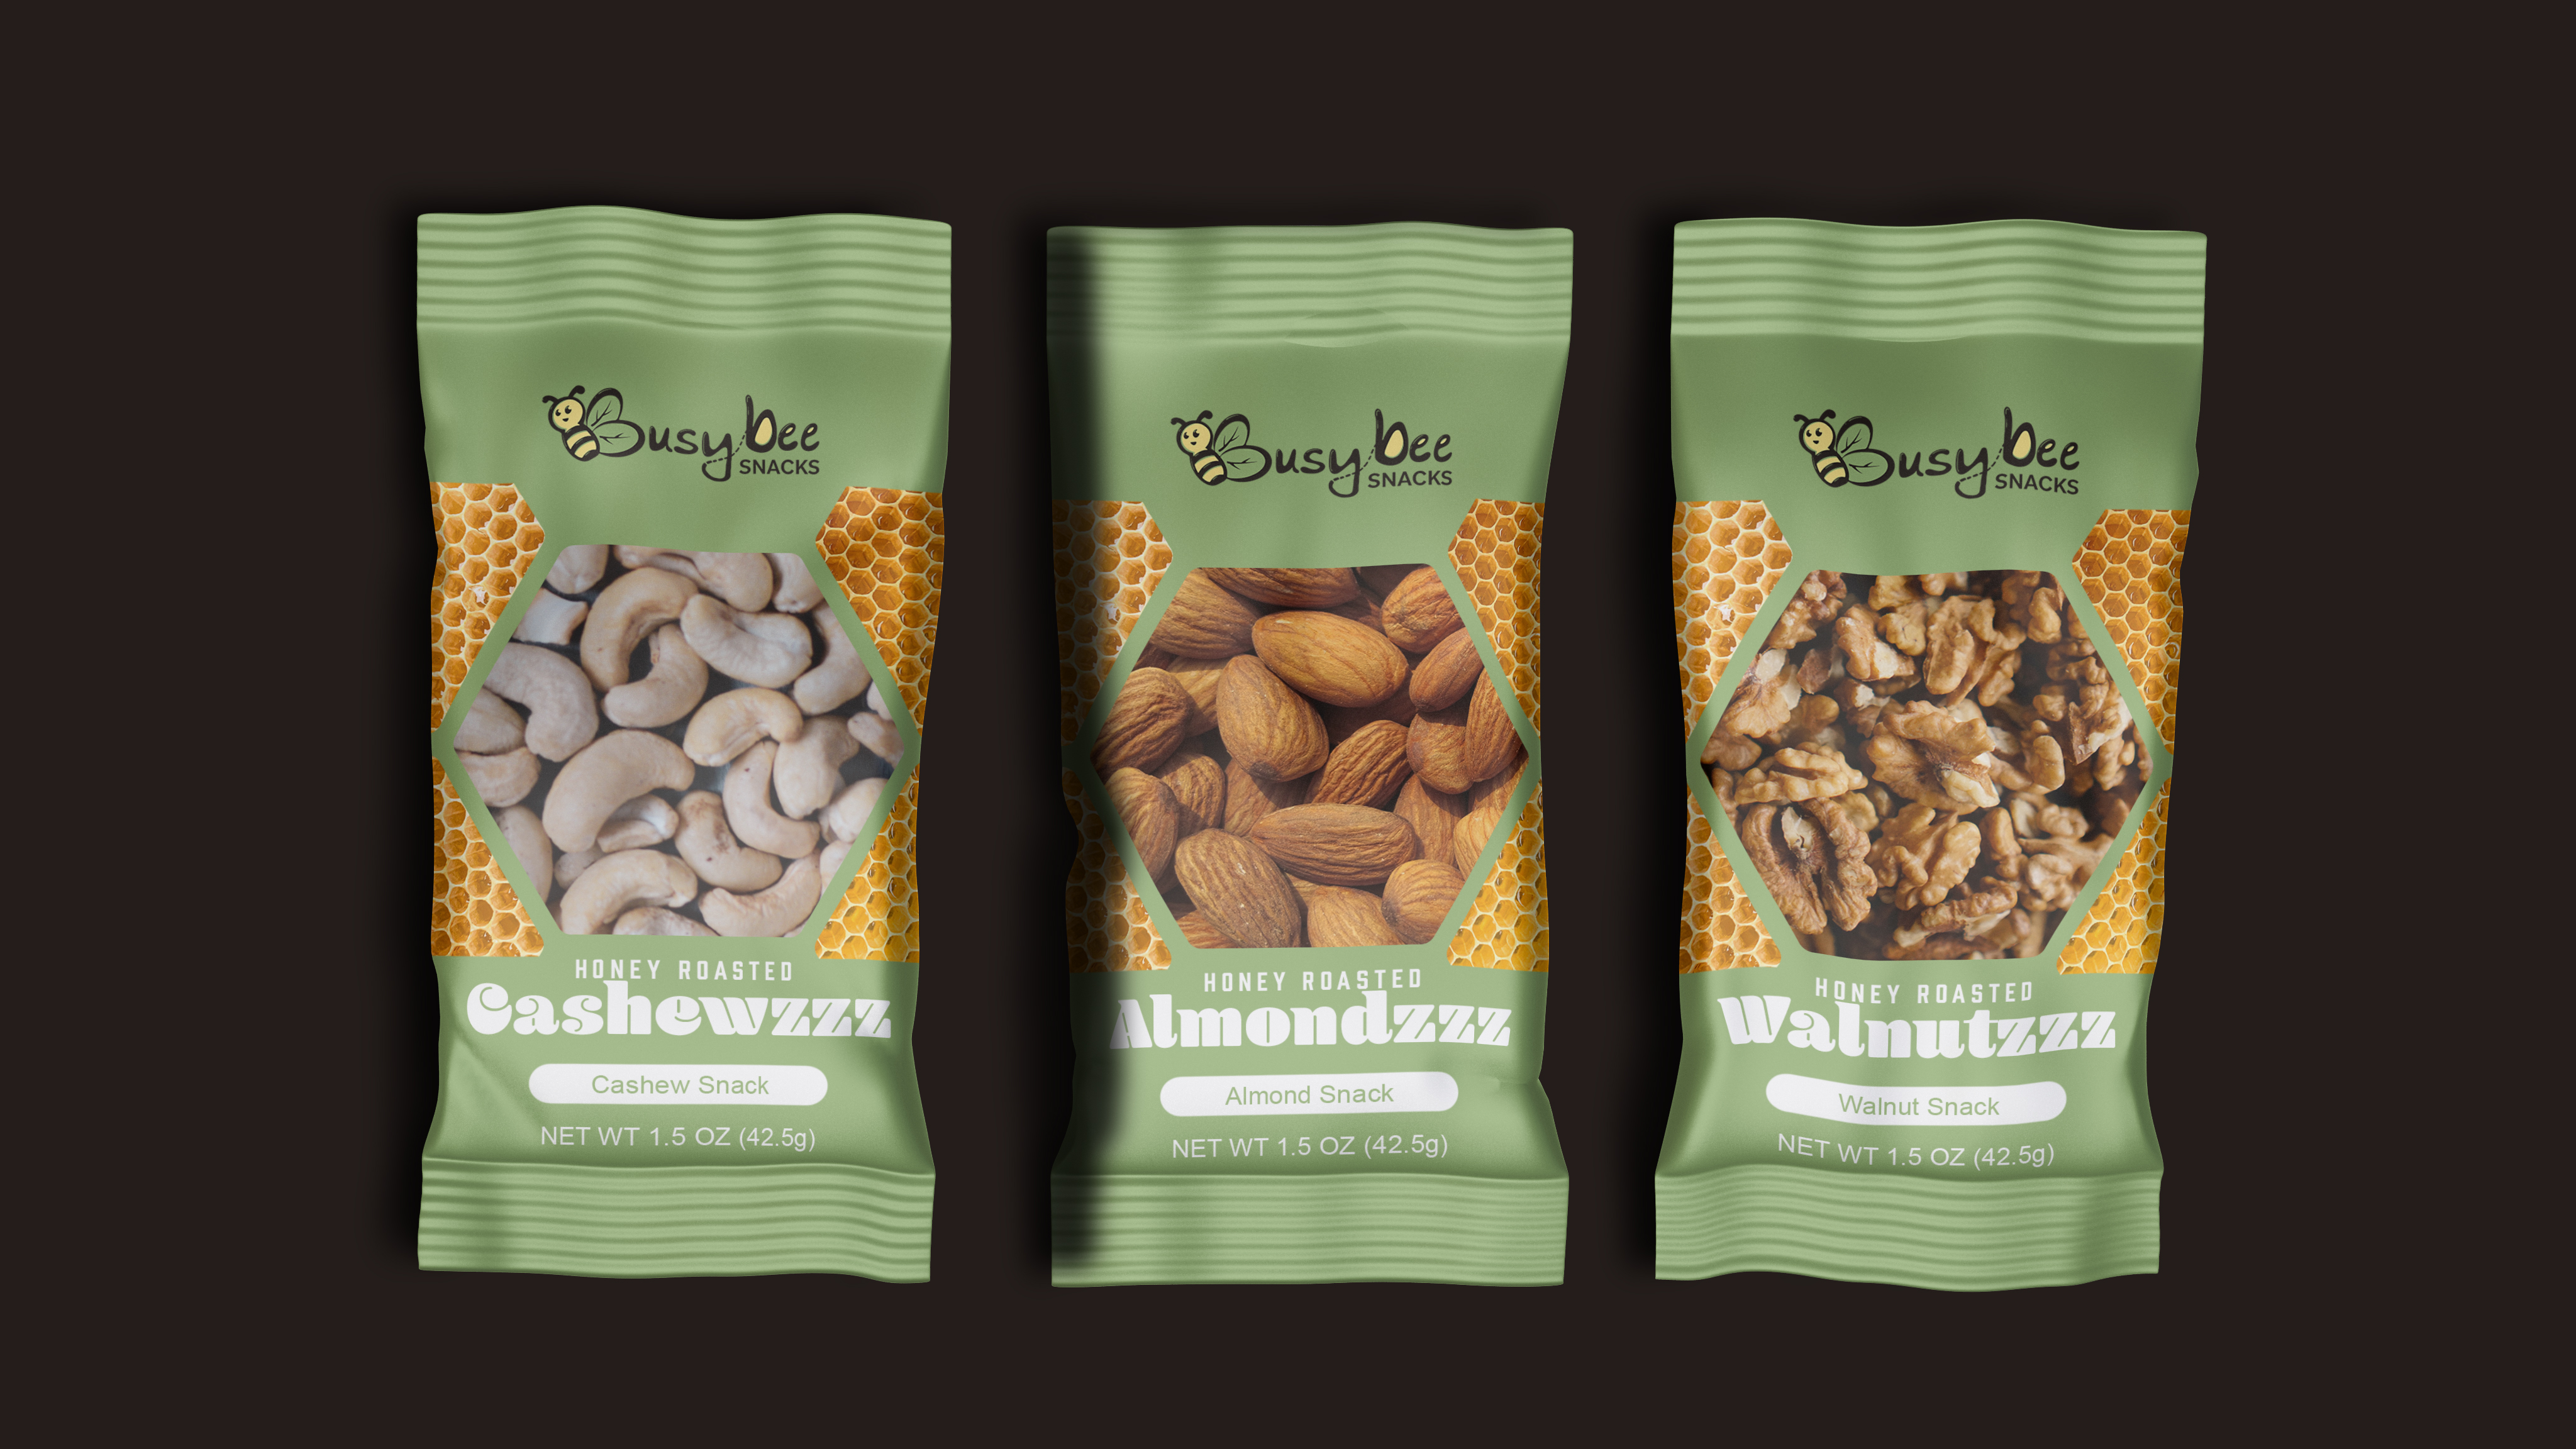 Busy bee
SNACKS
HONEY ROASTED
Cashewzzz
Cashew Snack
NET WT 1.5 OZ (42.5g)
Busy bee
SNACKS
HONEY ROASTED
Almondzzz
Almond Snack
NET WT 1.5 OZ (42.5g)
Busy bee
SNACKS
HONEY ROASTED
Walnutzzz
Walnut Snack
NET WT 1.5 OZ (42.5g)